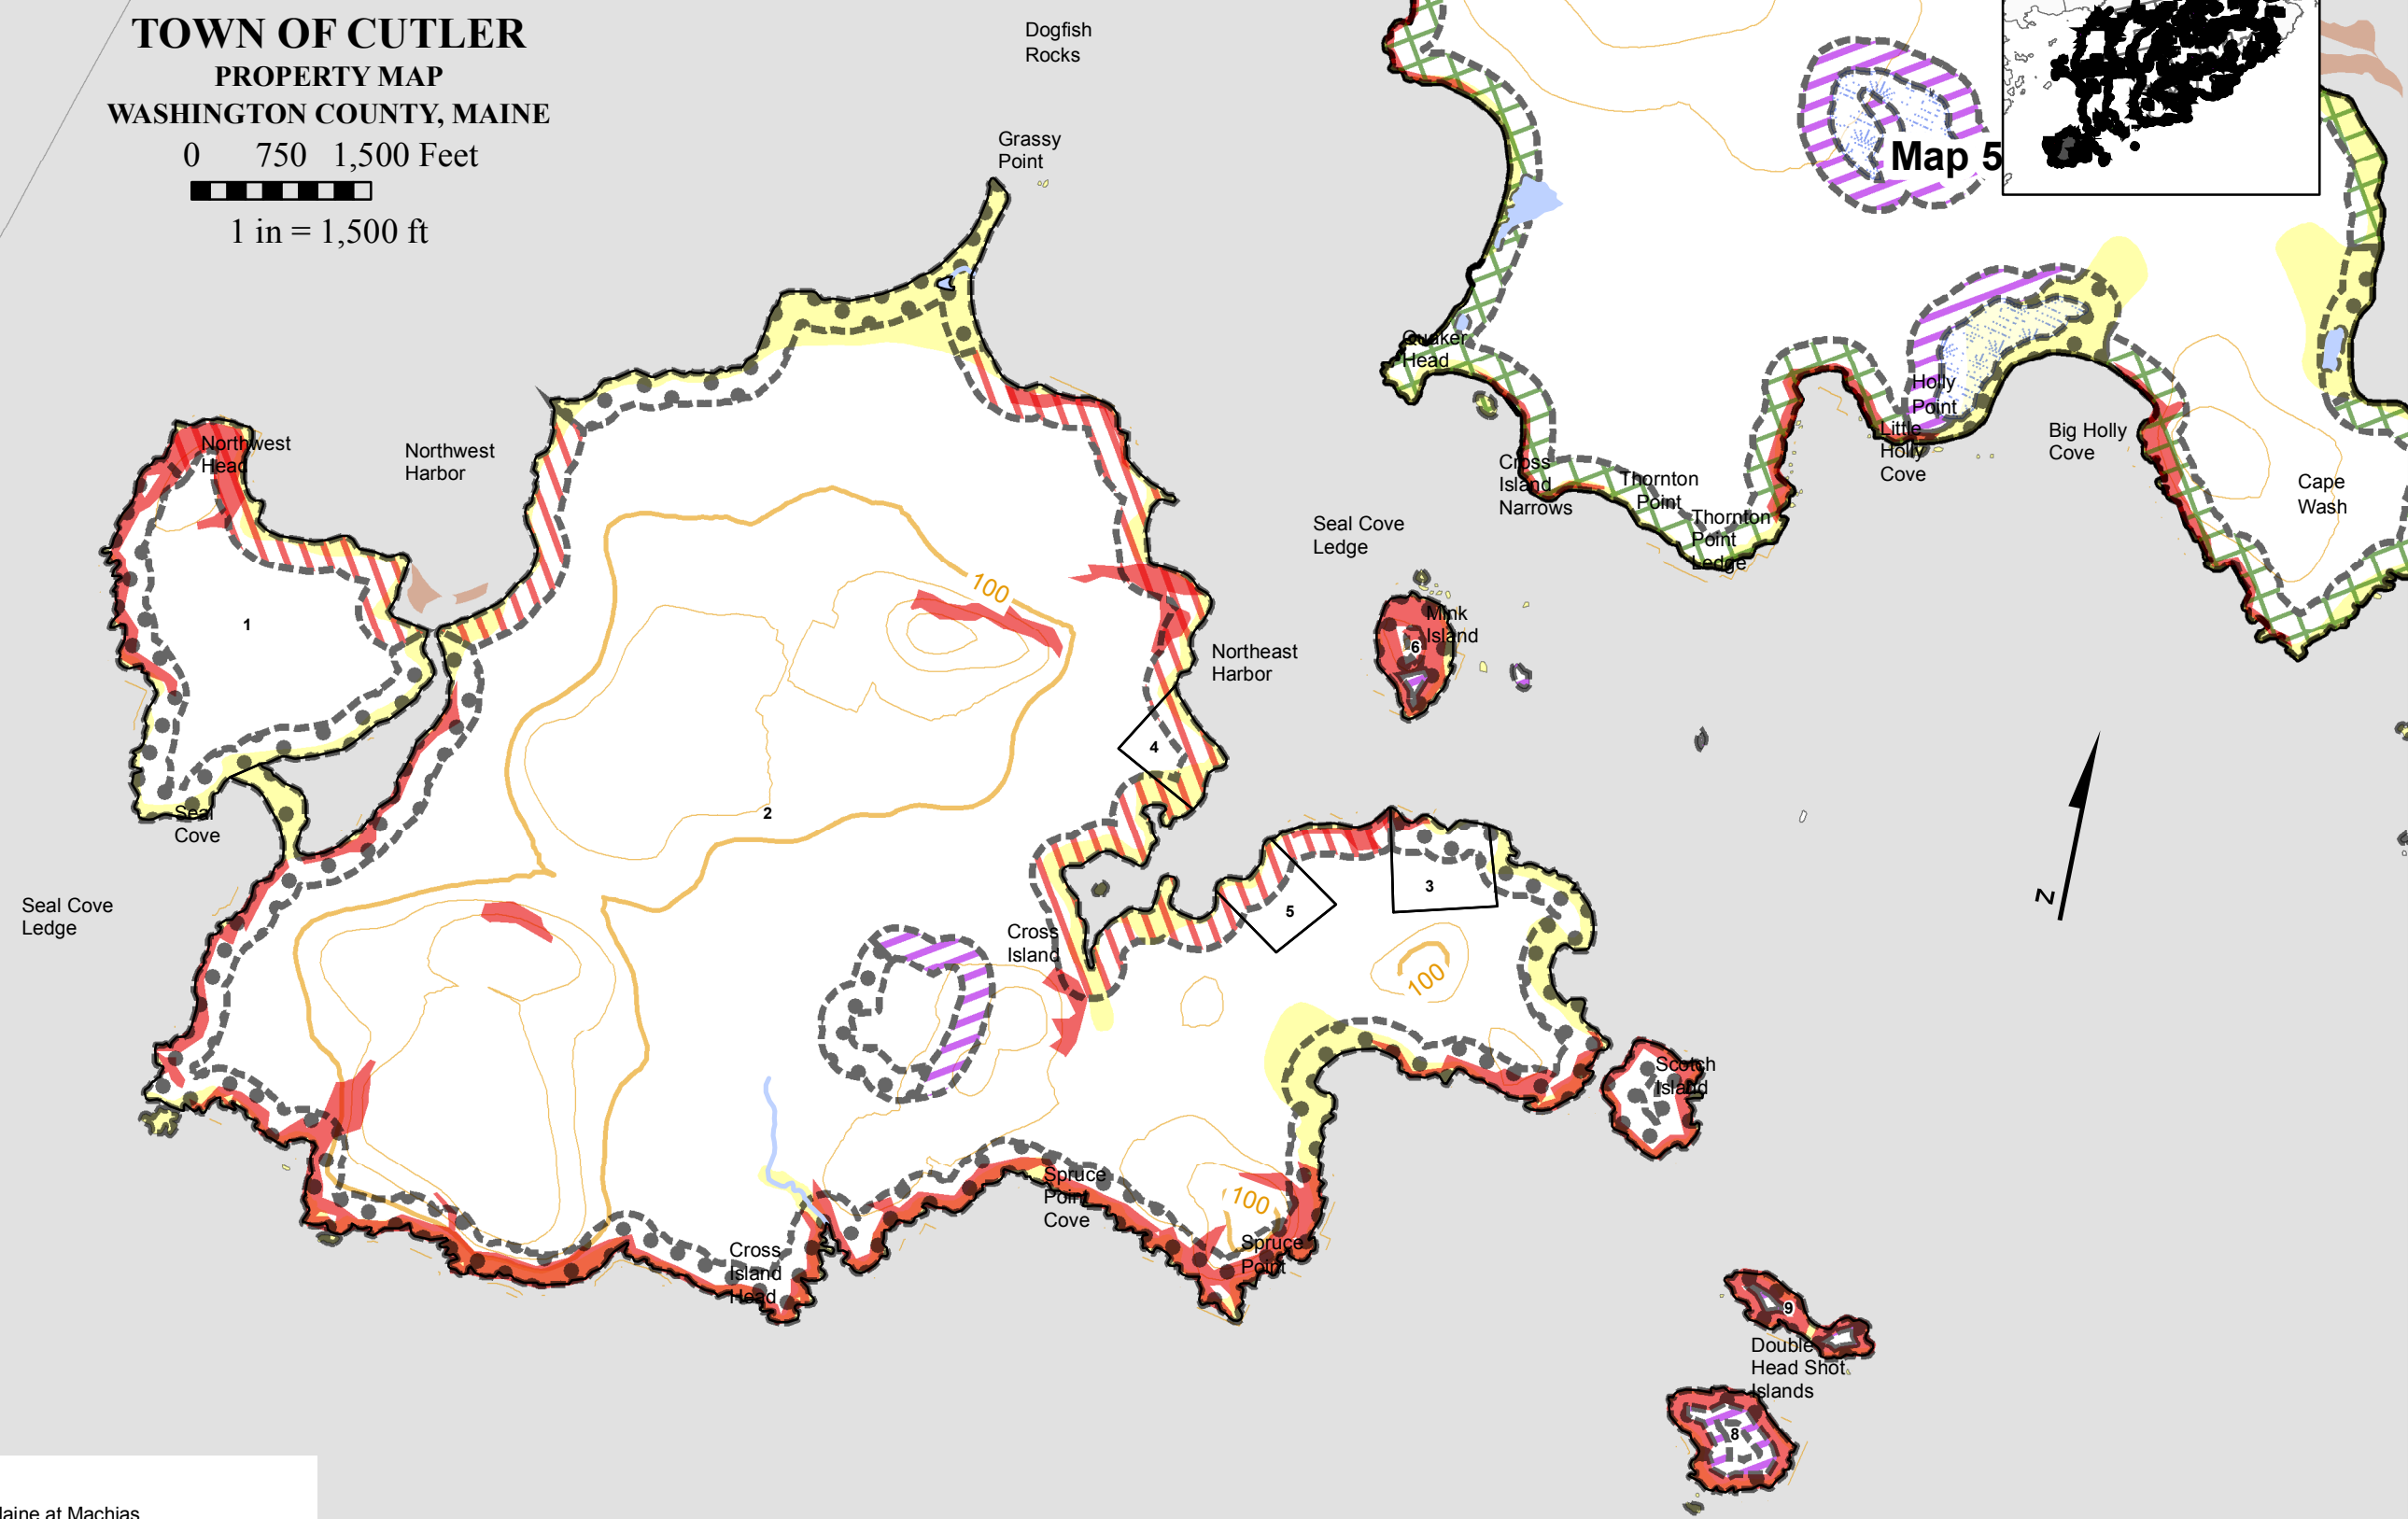 TOWN OF CUTLER
PROPERTY MAP
WASHINGTON COUNTY, MAINE
0 750 1,500 Feet
1 in = 1,500 ft
Dogfish
Rocks
Grassy
Point
Map 5
Quaker
Head
Holly
Point
Little
Holly
Cove
Big Holly
Cove
Cape
Wash
Cross
Island
Narrows
Thornton
Point
Thornton
Point
Ledge
Northwest
Head
Northwest
Harbor
Seal Cove
Ledge
100
Mink
Island
6
1
Northeast
Harbor
4
2
Seal
Cove
3
5
Seal Cove
Ledge
Cross
Island
100
N
Scotch
Island
Spruce
Point
Cove
100
Spruce
Point
Cross
Island
Head
9
Double
Head Shot
Islands
8
laine at Machias